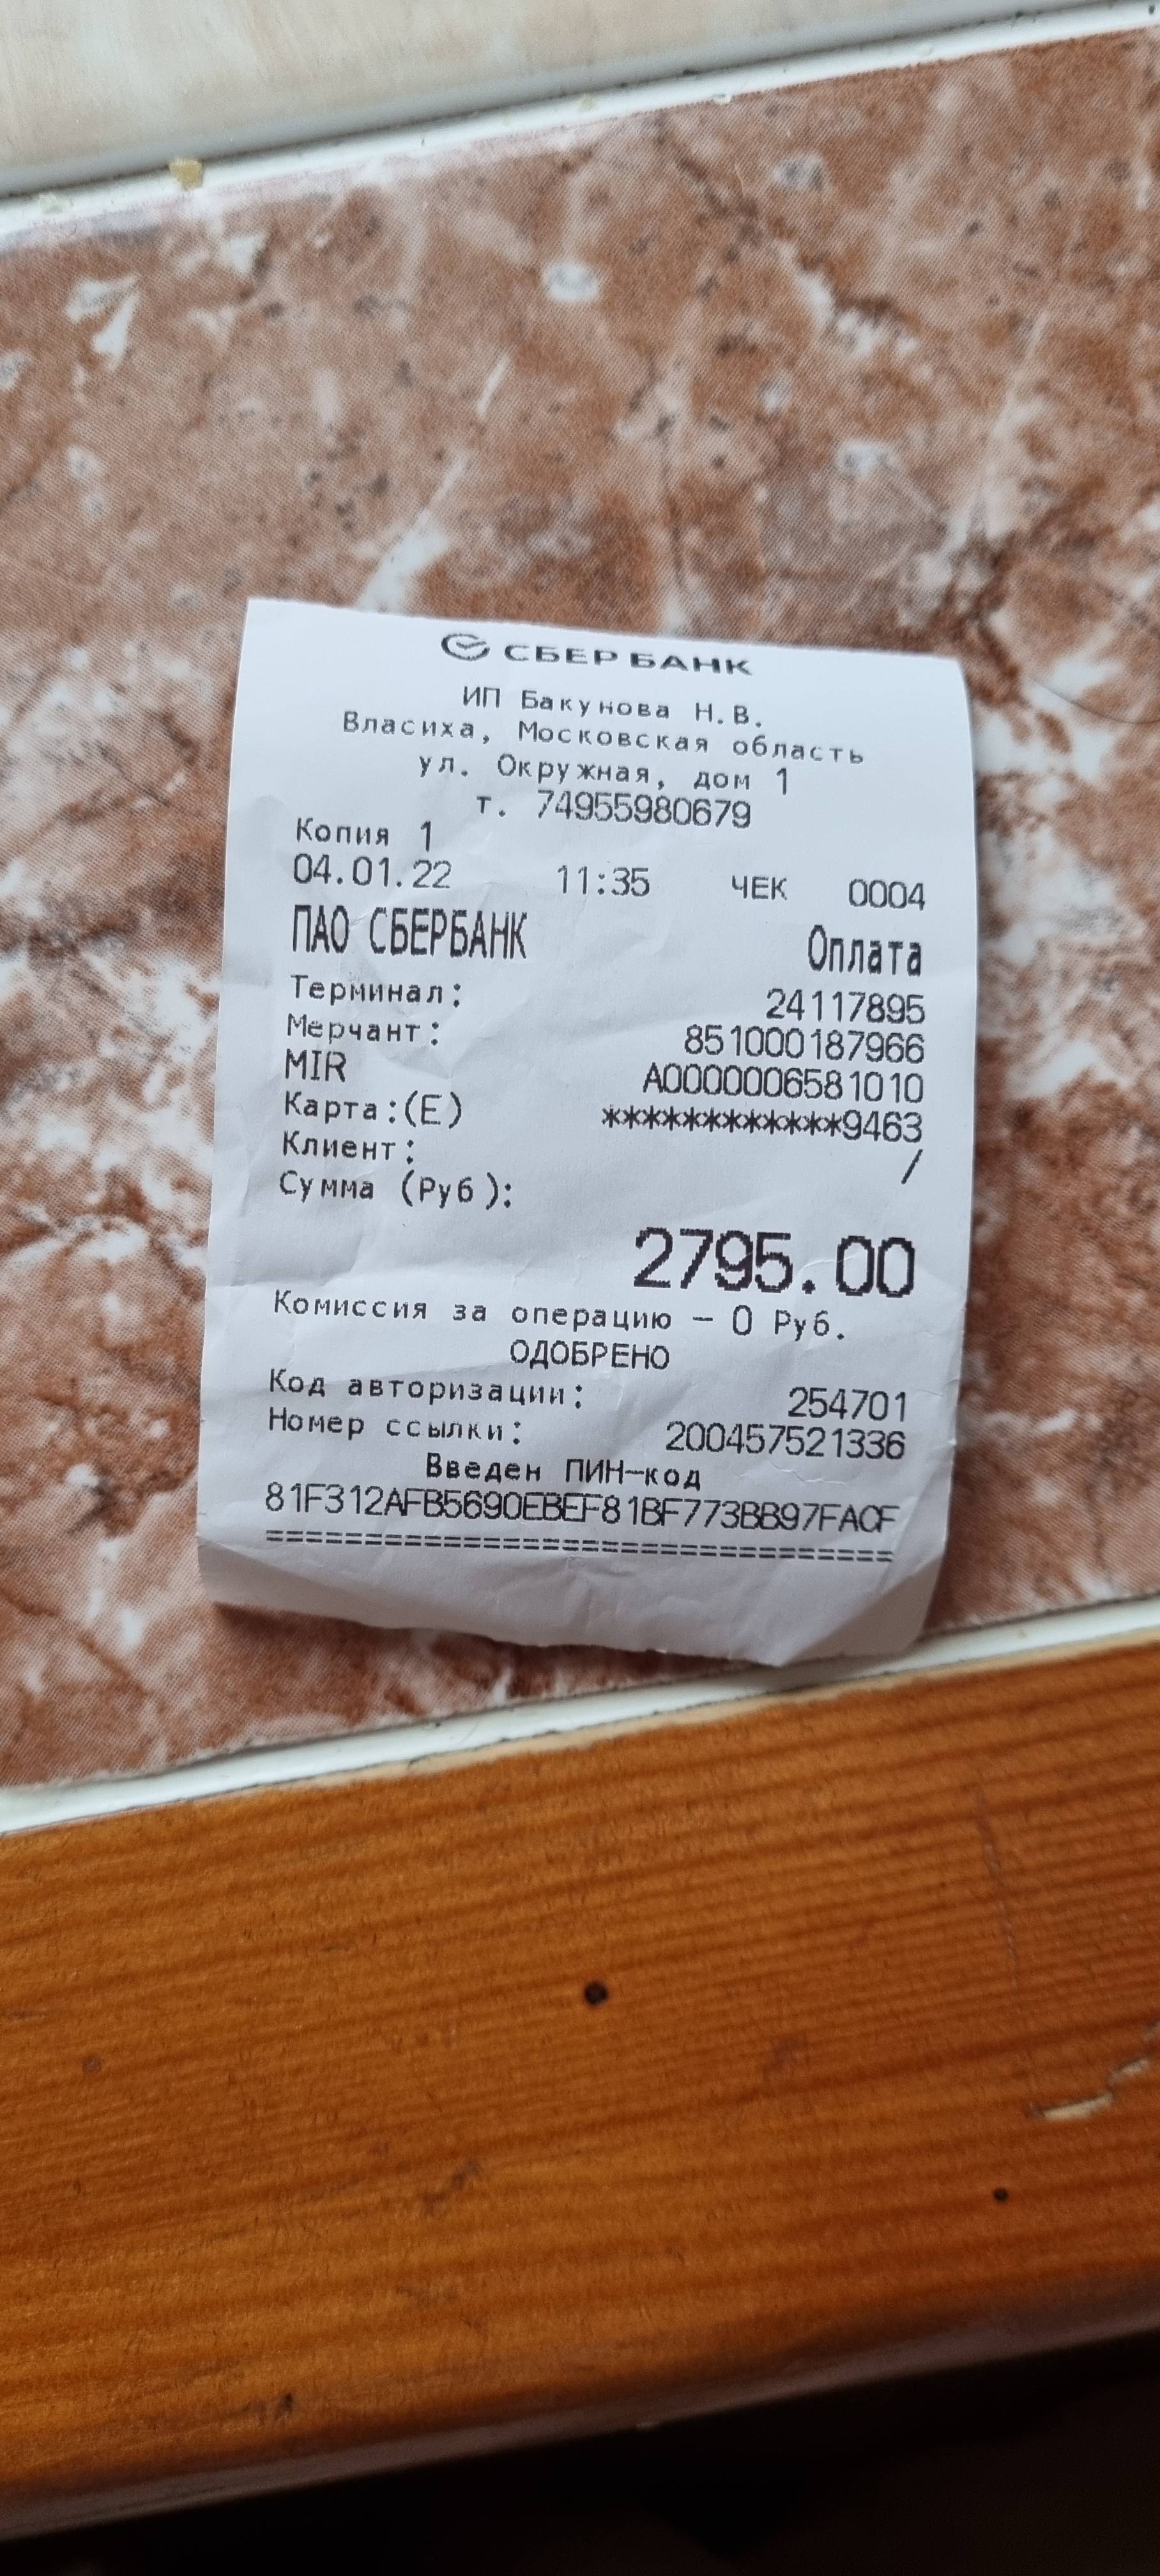 СБЕРБАНК
ИП Бакунова Н.В.
Власиха, Московская область
ул. Окружная, дом 1
т. 74955980679
Копия 1
04.01.22 11:35 ЧЕК 0004
ПАО СБЕРБАНК Оплата
Терминал: 24117895
Мерчант: 851000187966
MIR A0000006581010
Карта:(E) ************9463
Клиент: /
Сумма (Руб):
2795.00
Комиссия за операцию – 0 Руб.
ОДОБРЕНО
Код авторизации: 254701
Номер ссылки: 200457521336
Введен ПИН-код
81F312AFB5690EBEF81BF773BB97FACF
================================